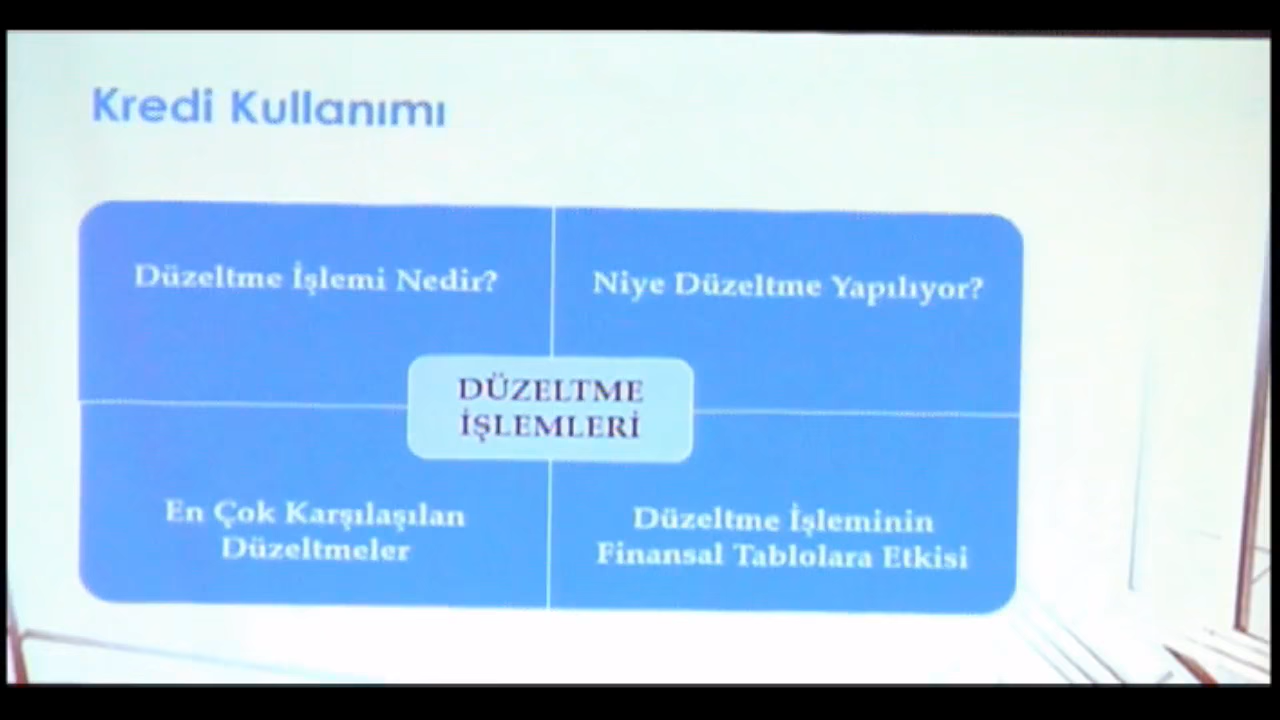 Kredi Kullanımı
Düzeltme İşlemi Nedir?
Niye Düzeltme Yapılıyor?
DÜZELTME
İŞLEMLERİ
En Çok Karşılaşılan
Düzeltmeler
Düzeltme İşleminin
Finansal Tablolara Etkisi